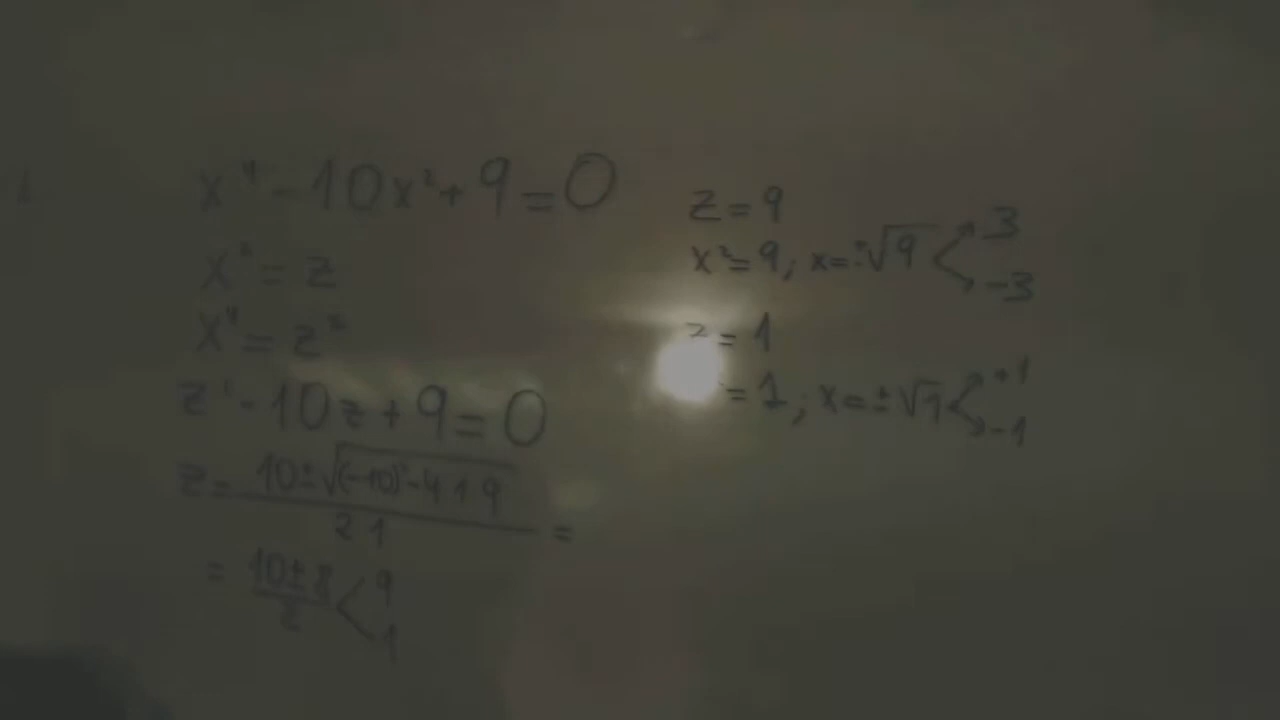 x⁴ - 10x² + 9 = 0
x² = z
x⁴ = z²
z² - 10z + 9 = 0
z = 10 ± √(-10)² - 4 · 1 · 9 =
2 · 1
= 10 ± 8 < 9
2
1
z = 9
x² = 9; x = ±√9 < 3
-3
z = 1
= 1; x = ±√1 < +1
-1